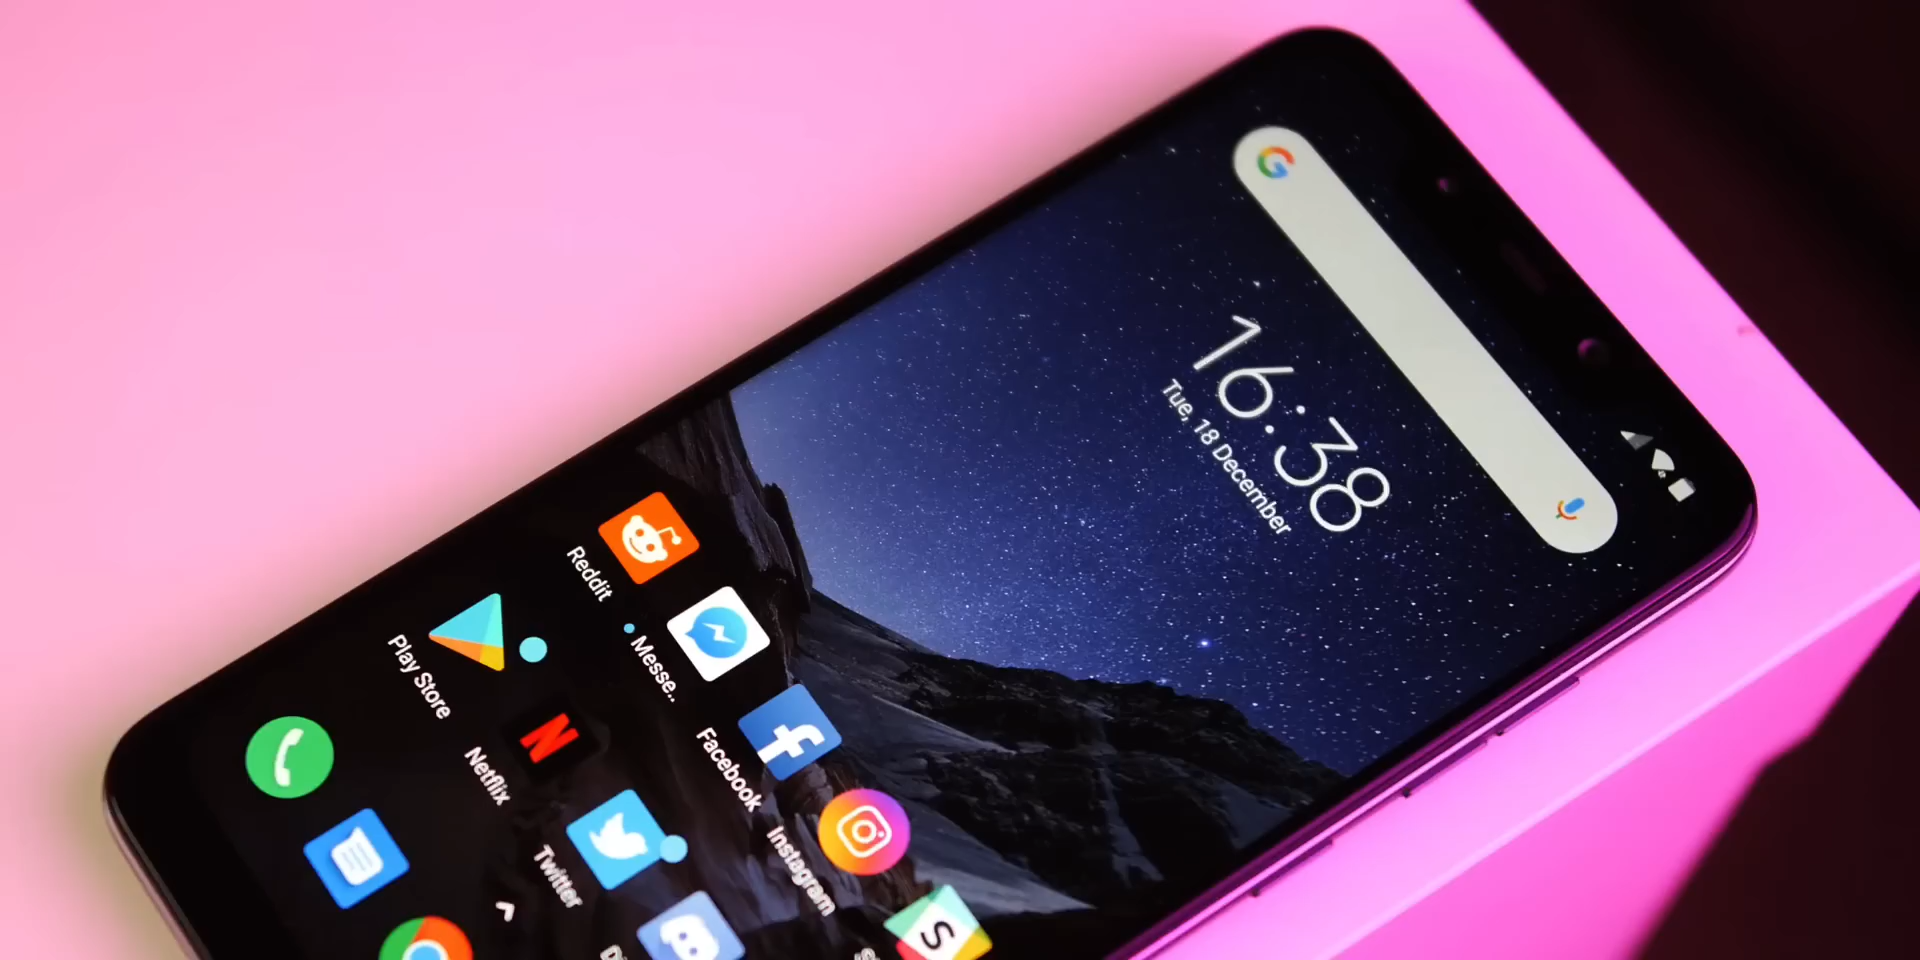 16:38
Tue, 18 December
Reddit
Messe..
Facebook
Instagram
Play Store
Netflix
Twitter